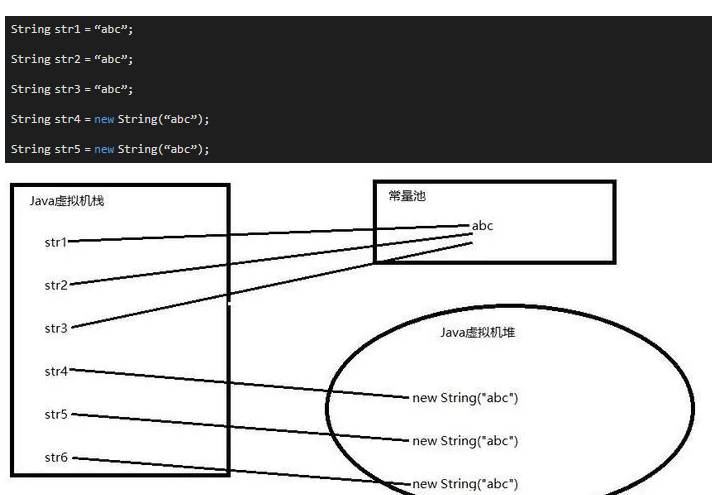 String str1 = “abc”;
String str2 = “abc”;
String str3 = “abc”;
String str4 = new String(“abc”);
String str5 = new String(“abc”);
Java虚拟机栈
str1
str2
str3
str4
str5
str6
常量池
abc
Java虚拟机堆
new String("abc")
new String("abc")
new String("abc")